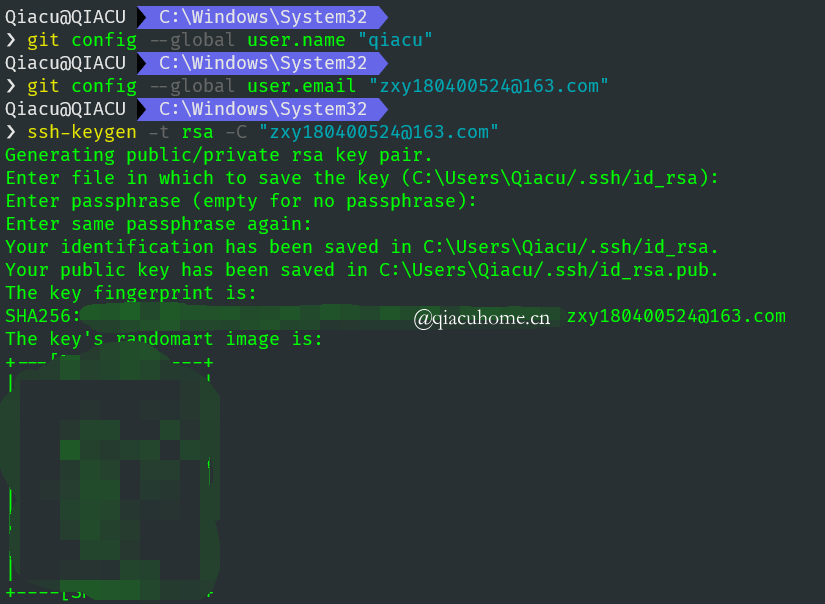 Qiacu@QIACU C:\Windows\System32
❯ git config --global user.name "qiacu"
Qiacu@QIACU C:\Windows\System32
❯ git config --global user.email "zxy180400524@163.com"
Qiacu@QIACU C:\Windows\System32
❯ ssh-keygen -t rsa -C "zxy180400524@163.com"
Generating public/private rsa key pair.
Enter file in which to save the key (C:\Users\Qiacu/.ssh/id_rsa):
Enter passphrase (empty for no passphrase):
Enter same passphrase again:
Your identification has been saved in C:\Users\Qiacu/.ssh/id_rsa.
Your public key has been saved in C:\Users\Qiacu/.ssh/id_rsa.pub.
The key fingerprint is:
SHA256: @qiacuhome.cn zxy180400524@163.com
The key's randomart image is:
+---[ ----+
+----[